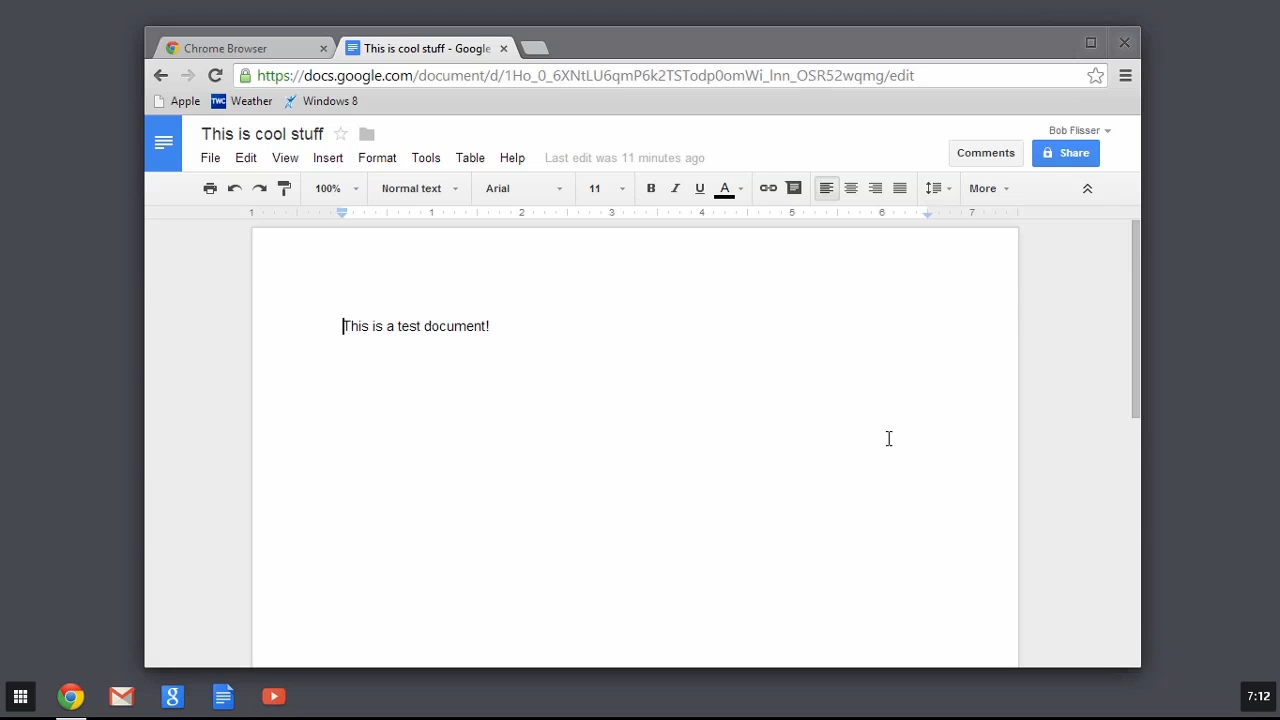 Chrome Browser
This is cool stuff - Google
https://docs.google.com/document/d/1Ho_0_6XNtLU6qmP6k2TSTodp0omWi_lnn_OSR52wqmg/edit
Apple TWC Weather Windows 8
This is cool stuff
Bob Flisser
File Edit View Insert Format Tools Table Help Last edit was 11 minutes ago
Comments Share
100% Normal text Arial 11 B I U A More
1 1 2 3 4 5 6 7
This is a test document!
g
7:12